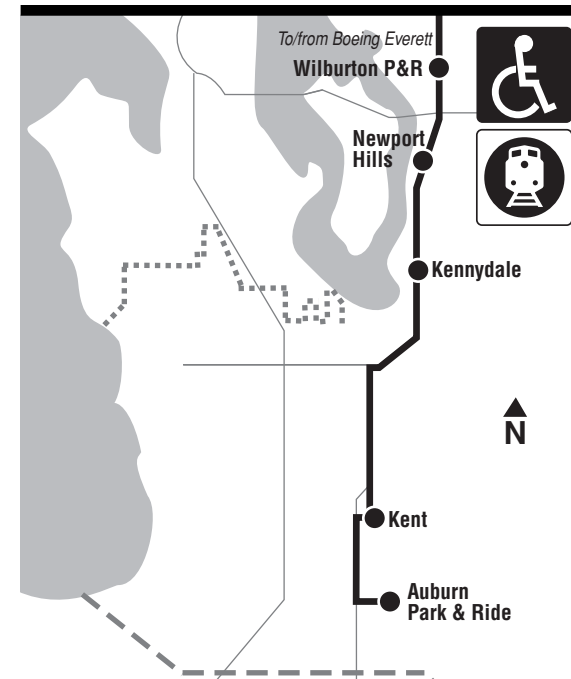 To/from Boeing Everett
Wilburton P&R
Newport
Hills
Kennydale
N
Kent
Auburn
Park & Ride